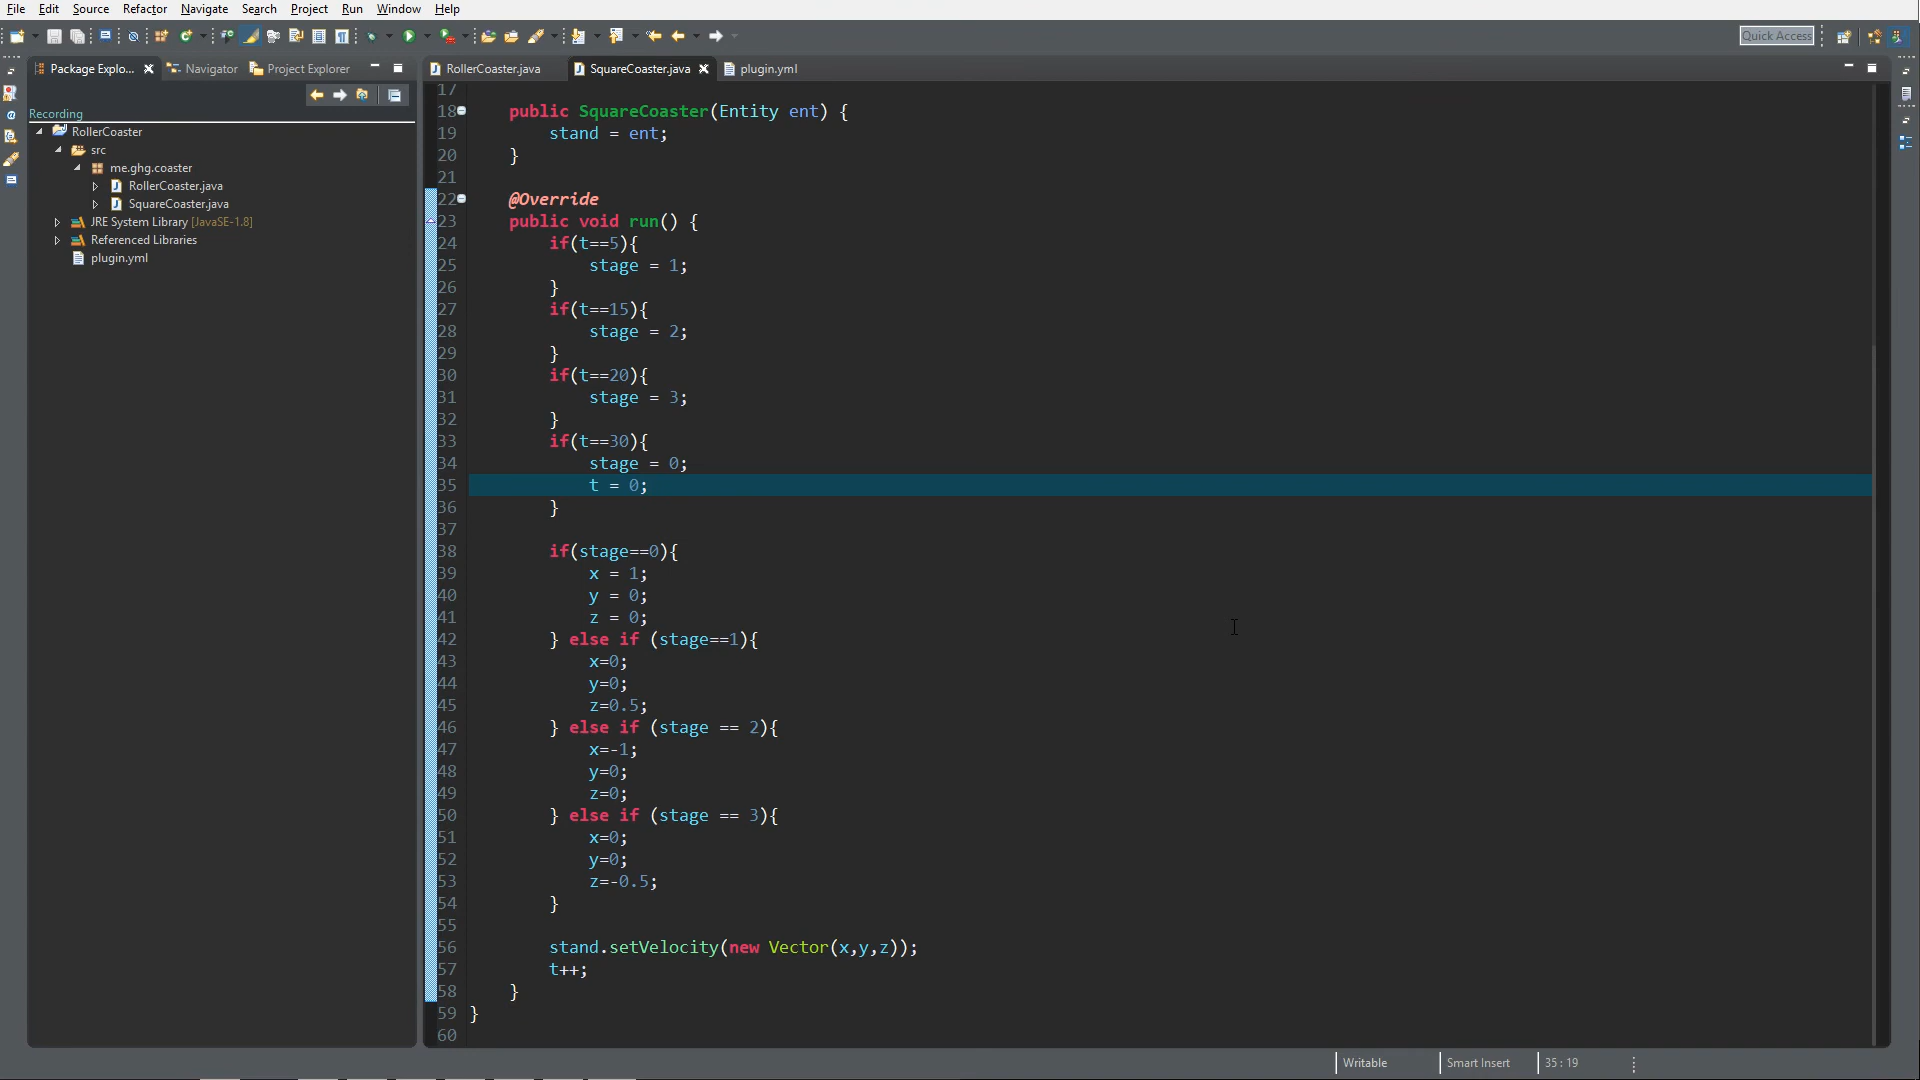 File Edit Source Refactor Navigate Search Project Run Window Help
Quick Access
Package Explo... Navigator Project Explorer
RollerCoaster.java SquareCoaster.java plugin.yml
Recording
RollerCoaster
src
me.ghg.coaster
RollerCoaster.java
SquareCoaster.java
JRE System Library [JavaSE-1.8]
Referenced Libraries
plugin.yml
17
18 public SquareCoaster(Entity ent) {
19 stand = ent;
20 }
21
22 @Override
23 public void run() {
24 if(t==5){
25 stage = 1;
26 }
27 if(t==15){
28 stage = 2;
29 }
30 if(t==20){
31 stage = 3;
32 }
33 if(t==30){
34 stage = 0;
35 t = 0;
36 }
37
38 if(stage==0){
39 x = 1;
40 y = 0;
41 z = 0;
42 } else if (stage==1){
43 x=0;
44 y=0;
45 z=0.5;
46 } else if (stage == 2){
47 x=-1;
48 y=0;
49 z=0;
50 } else if (stage == 3){
51 x=0;
52 y=0;
53 z=-0.5;
54 }
55
56 stand.setVelocity(new Vector(x,y,z));
57 t++;
58 }
59 }
60
Writable Smart Insert 35 : 19